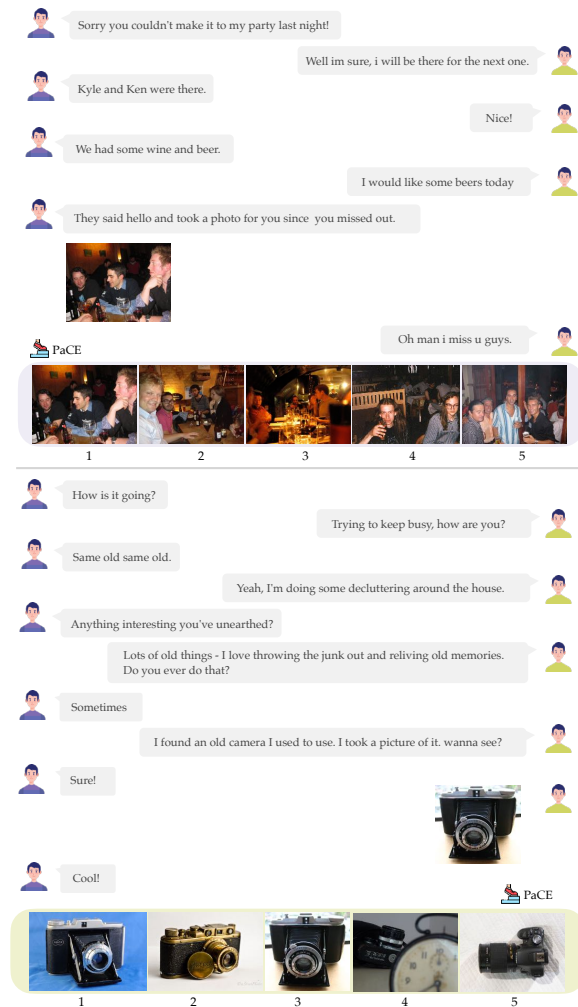 Sorry you couldn't make it to my party last night!
Well im sure, i will be there for the next one.
Kyle and Ken were there.
Nice!
We had some wine and beer.
I would like some beers today
They said hello and took a photo for you since you missed out.
Oh man i miss u guys.
PaCE
1 2 3 4 5
How is it going?
Trying to keep busy, how are you?
Same old same old.
Yeah, I'm doing some decluttering around the house.
Anything interesting you've unearthed?
Lots of old things - I love throwing the junk out and reliving old memories.
Do you ever do that?
Sometimes
I found an old camera I used to use. I took a picture of it. wanna see?
Sure!
Cool!
PaCE
1 2 3 4 5